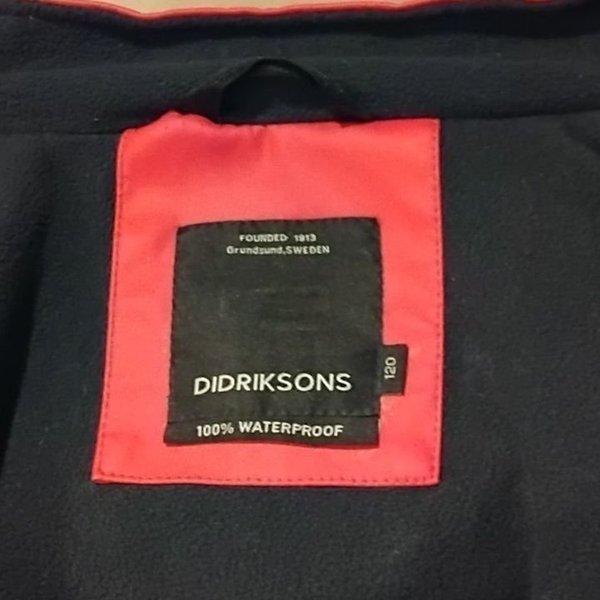 FOUNDED 1913
Grundsund,SWEDEN
DIDRIKSONS
120
100% WATERPROOF